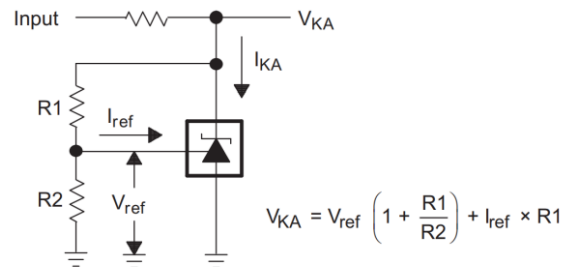 Input
V_KA
I_KA
R1
I_ref
R2
V_ref
V_KA = V_ref (1 + R1/R2) + I_ref × R1